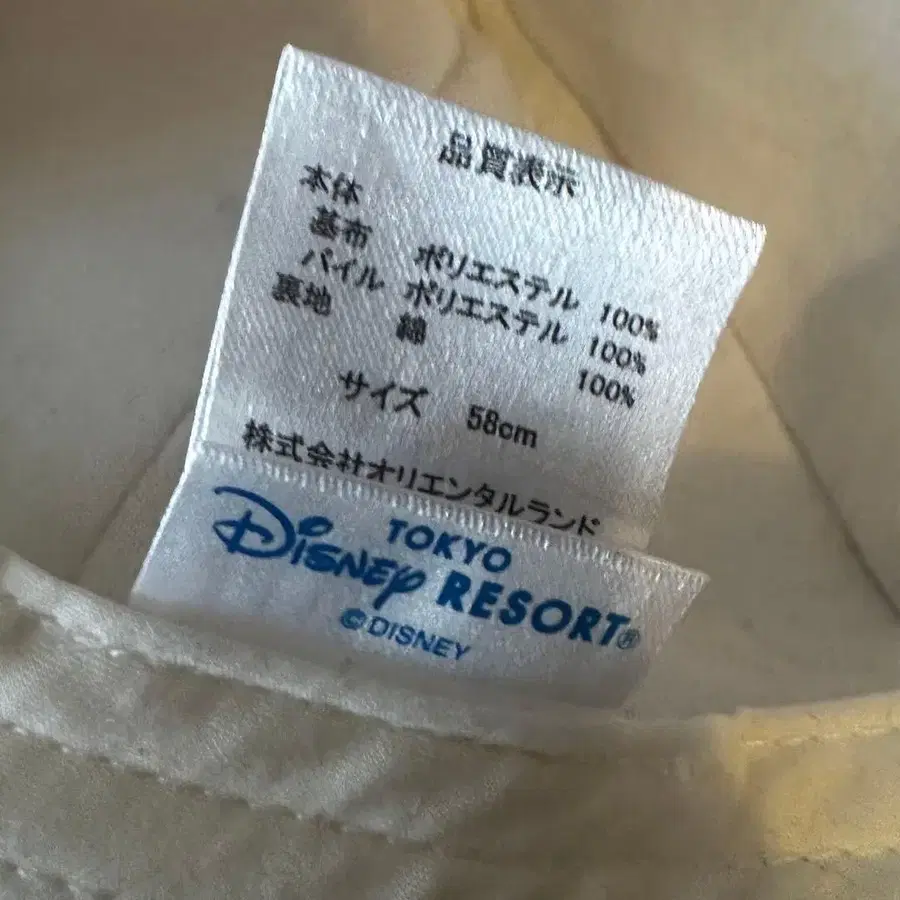 品質表示
本体
基布 ポリエステル 100%
パイル ポリエステル 100%
裏地 綿 100%
サイズ 58cm
株式会社オリエンタルランド
TOKYO
Disney RESORT®
©DISNEY